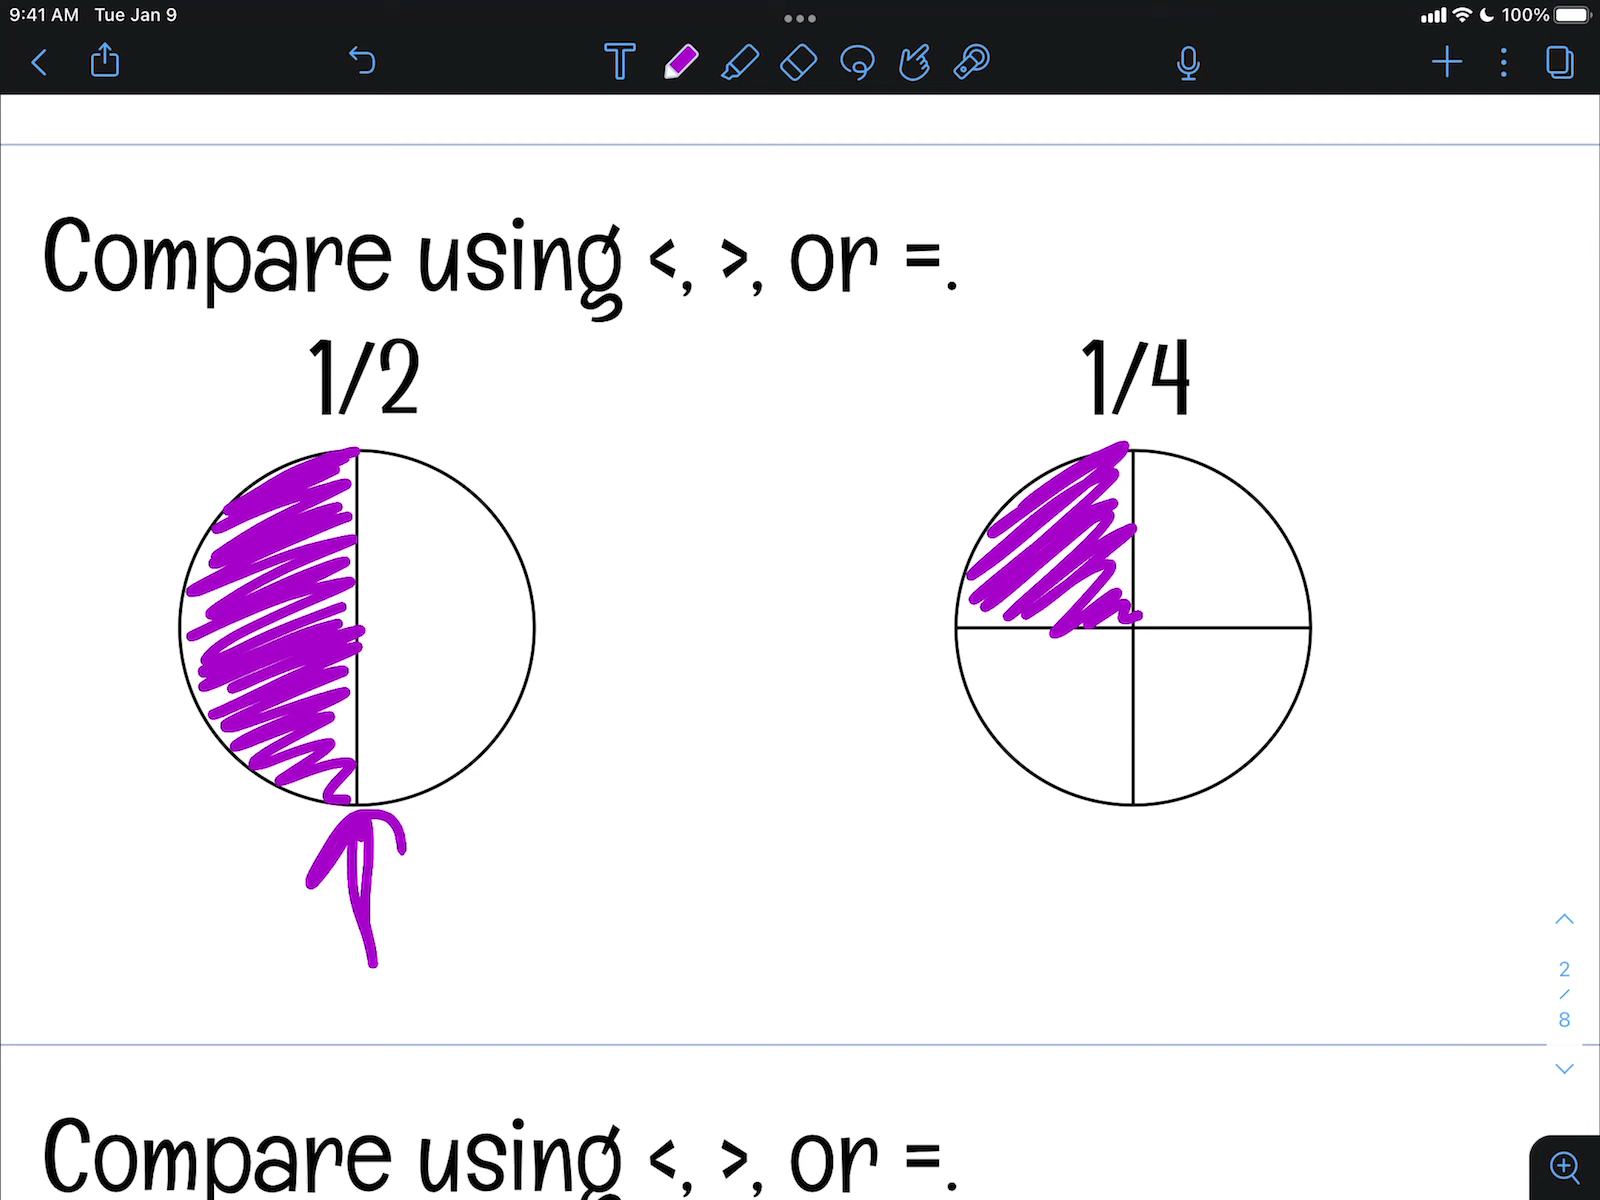 9:41 AM Tue Jan 9
100%
Compare using <, >, or =.
1/2
1/4
2
/
8
Compare using <, >, or =.